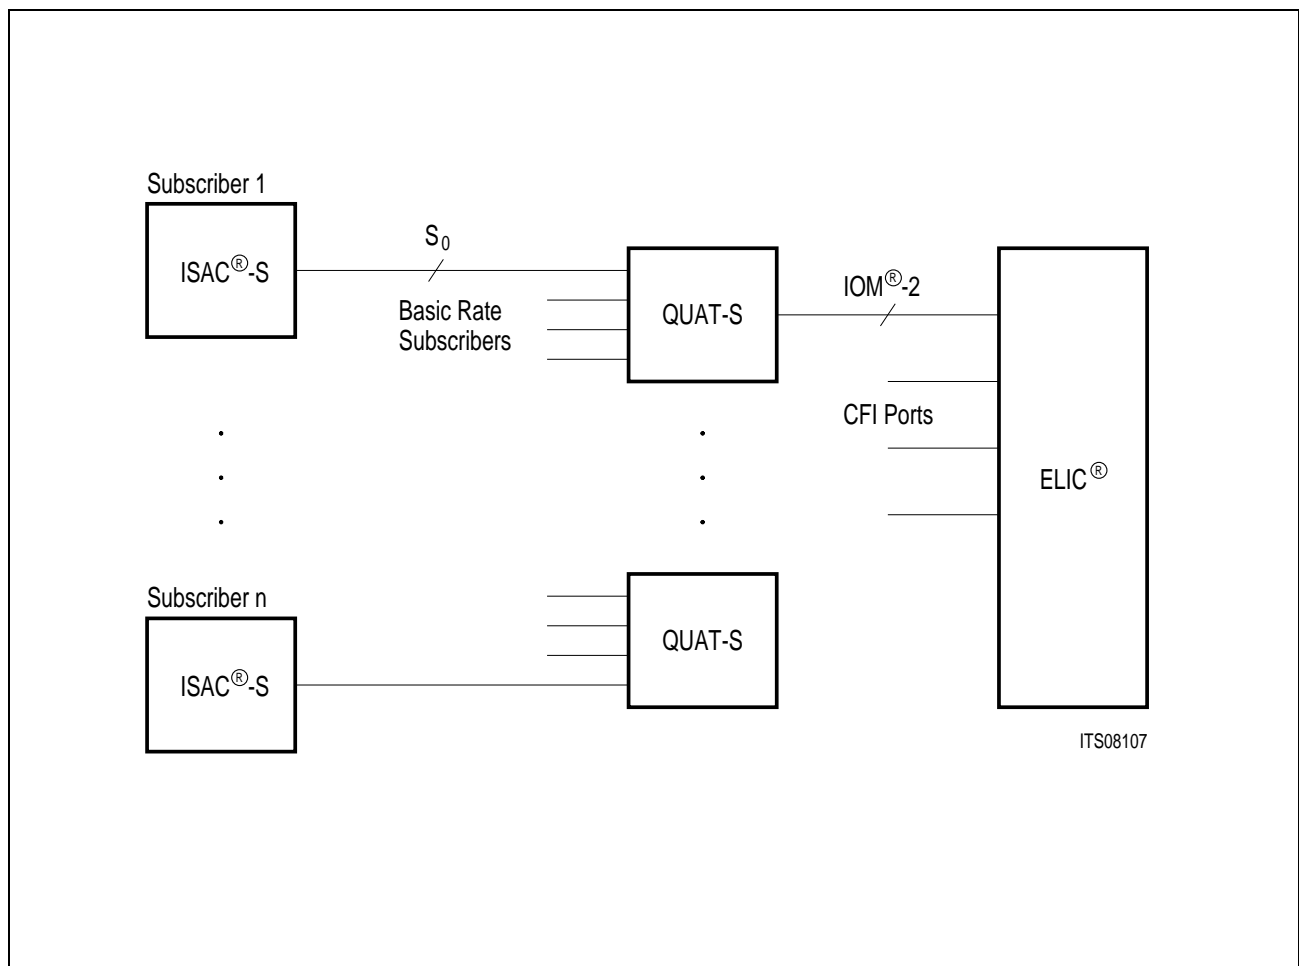 Subscriber 1
ISAC®-S
S0
Basic Rate
Subscribers
QUAT-S
IOM®-2
CFI Ports
ELIC®
Subscriber n
ISAC®-S
QUAT-S
ITS08107